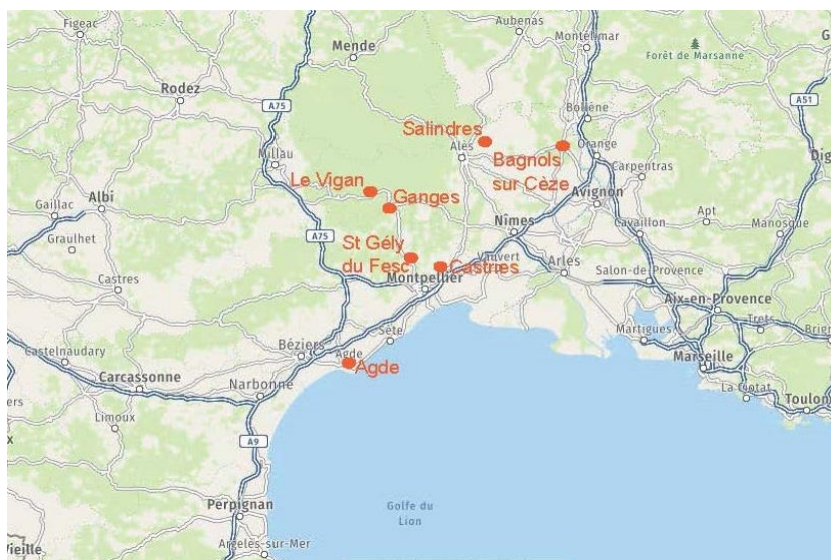 Figeac
Aubenas
Montélimar
Mende
Forêt de Marsanne
Rodez
A75
A51
Bollène
Salindres
Alès
Bagnols
sur Cèze
Orange
Carpentras
Millau
Le Vigan
Ganges
Avignon
Albi
Gaillac
Graulhet
A75
Nîmes
Cavaillon
Apt
Manosque
St Gély
du Fesc
Castres
Vauvert
Arles
Salon-de-Provence
Castres
Montpellier
Aix-en-Provence
Sète
Martigues
Trets
Béziers
Agde
Agde
Castelnaudary
Carcassonne
Narbonne
Marseille
La Ciotat
Toulon
Limoux
A9
Perpignan
Golfe du
Lion
Argelès-sur-Mer